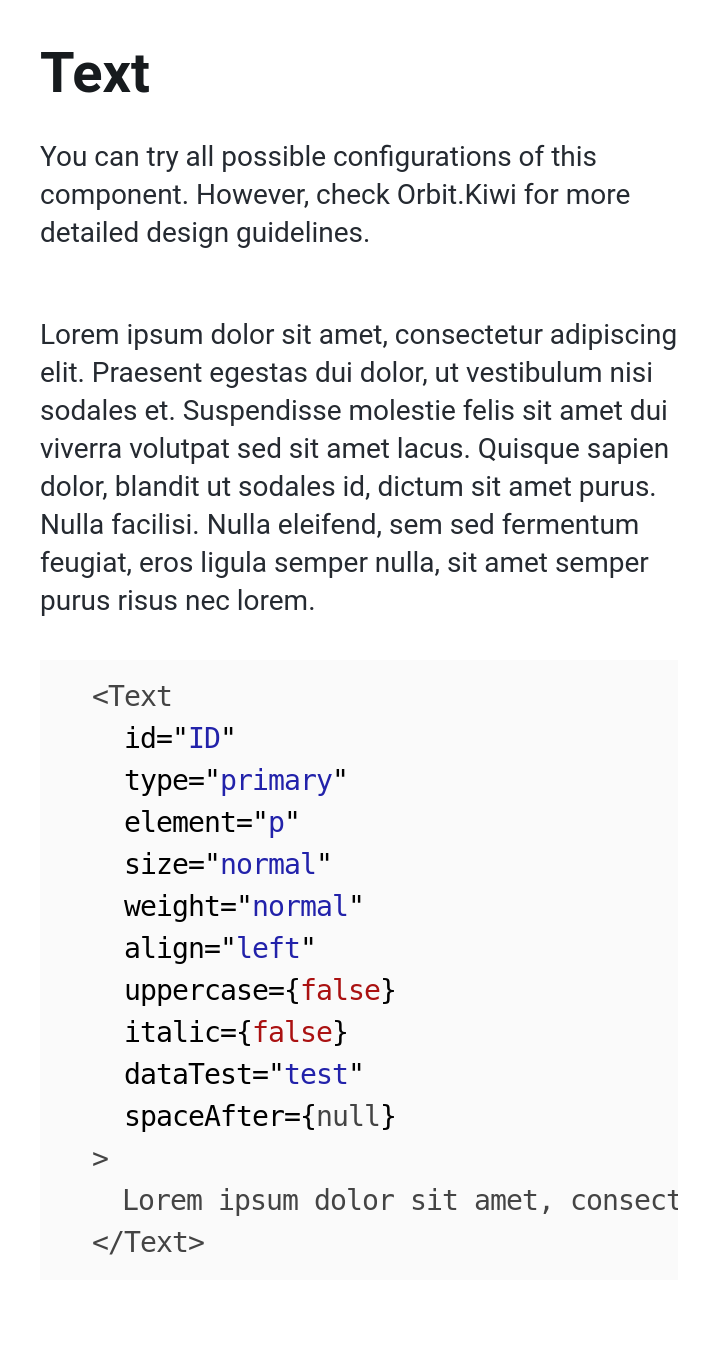 Text
You can try all possible configurations of this
component. However, check Orbit.Kiwi for more
detailed design guidelines.
Lorem ipsum dolor sit amet, consectetur adipiscing
elit. Praesent egestas dui dolor, ut vestibulum nisi
sodales et. Suspendisse molestie felis sit amet dui
viverra volutpat sed sit amet lacus. Quisque sapien
dolor, blandit ut sodales id, dictum sit amet purus.
Nulla facilisi. Nulla eleifend, sem sed fermentum
feugiat, eros ligula semper nulla, sit amet semper
purus risus nec lorem.
<Text
id="ID"
type="primary"
element="p"
size="normal"
weight="normal"
align="left"
uppercase={false}
italic={false}
dataTest="test"
spaceAfter={null}
>
Lorem ipsum dolor sit amet, consect
</Text>